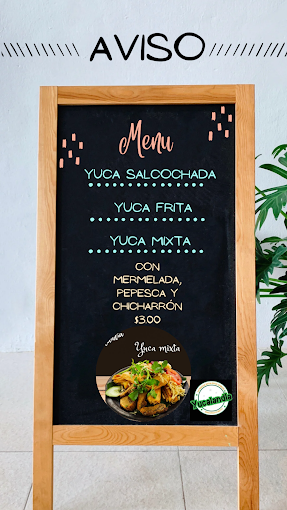 AVISO
Menu
YUCA SALCOCHADA
YUCA FRITA
YUCA MIXTA
CON
MERMELADA,
PEPESCA Y
CHICHARRÓN
$3.00
Yuca mixta
Yucalandia